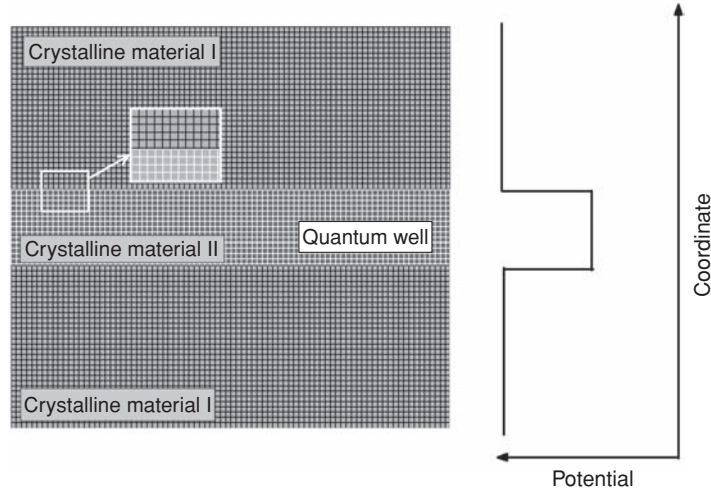 Crystalline material I
Quantum well
Crystalline material II
Crystalline material I
Coordinate
Potential